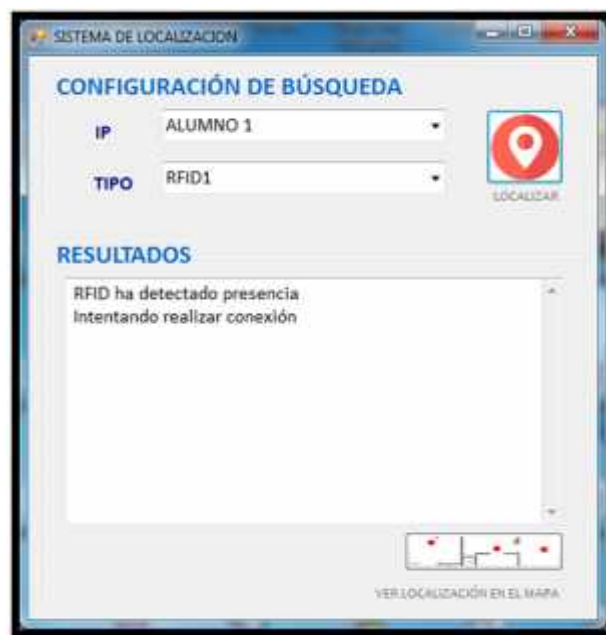 SISTEMA DE LOCALIZACION
CONFIGURACIÓN DE BÚSQUEDA
IP ALUMNO 1
TIPO RFID1
LOCALIZAR
RESULTADOS
RFID ha detectado presencia
Intentando realizar conexión
VER LOCALIZACIÓN EN EL MAPA